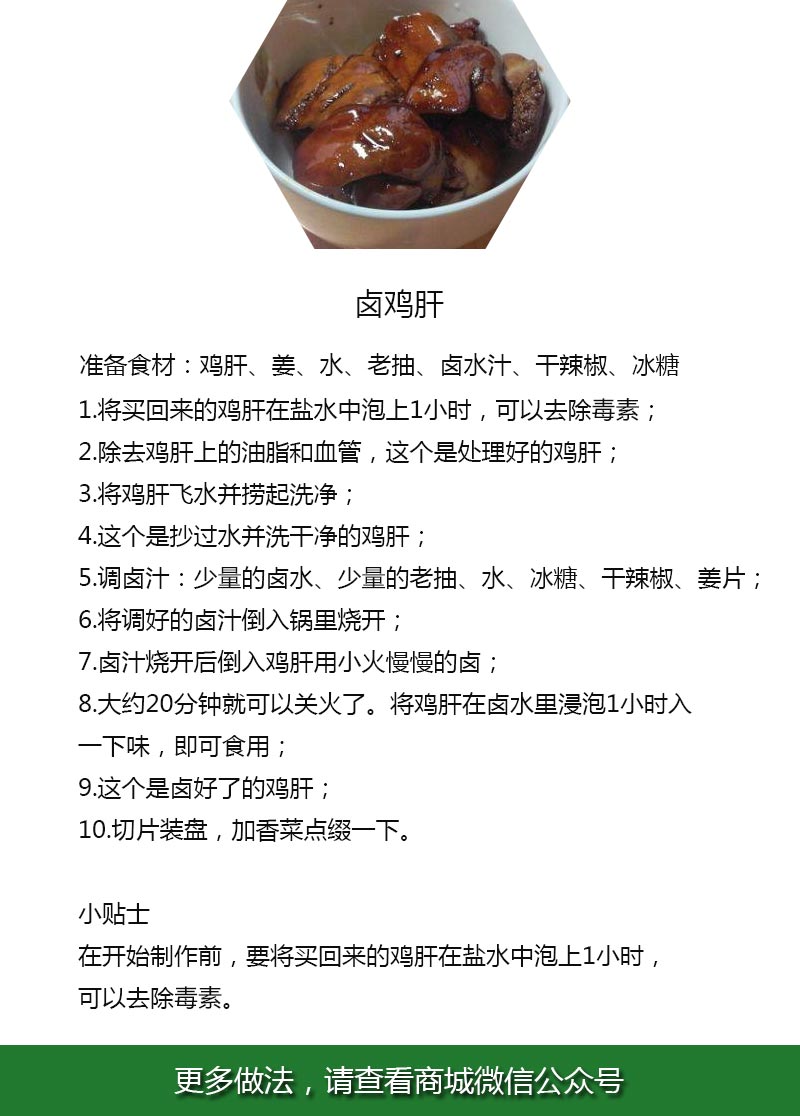 卤鸡肝
准备食材：鸡肝、姜、水、老抽、卤水汁、干辣椒、冰糖
1.将买回来的鸡肝在盐水中泡上1小时，可以去除毒素；
2.除去鸡肝上的油脂和血管，这个是处理好的鸡肝；
3.将鸡肝飞水并捞起洗净；
4.这个是抄过水并洗干净的鸡肝；
5.调卤汁：少量的卤水、少量的老抽、水、冰糖、干辣椒、姜片；
6.将调好的卤汁倒入锅里烧开；
7.卤汁烧开后倒入鸡肝用小火慢慢的卤；
8.大约20分钟就可以关火了。将鸡肝在卤水里浸泡1小时入
一下味，即可食用；
9.这个是卤好了的鸡肝；
10.切片装盘，加香菜点缀一下。
小贴士
在开始制作前，要将买回来的鸡肝在盐水中泡上1小时，
可以去除毒素。
更多做法，请查看商城微信公众号